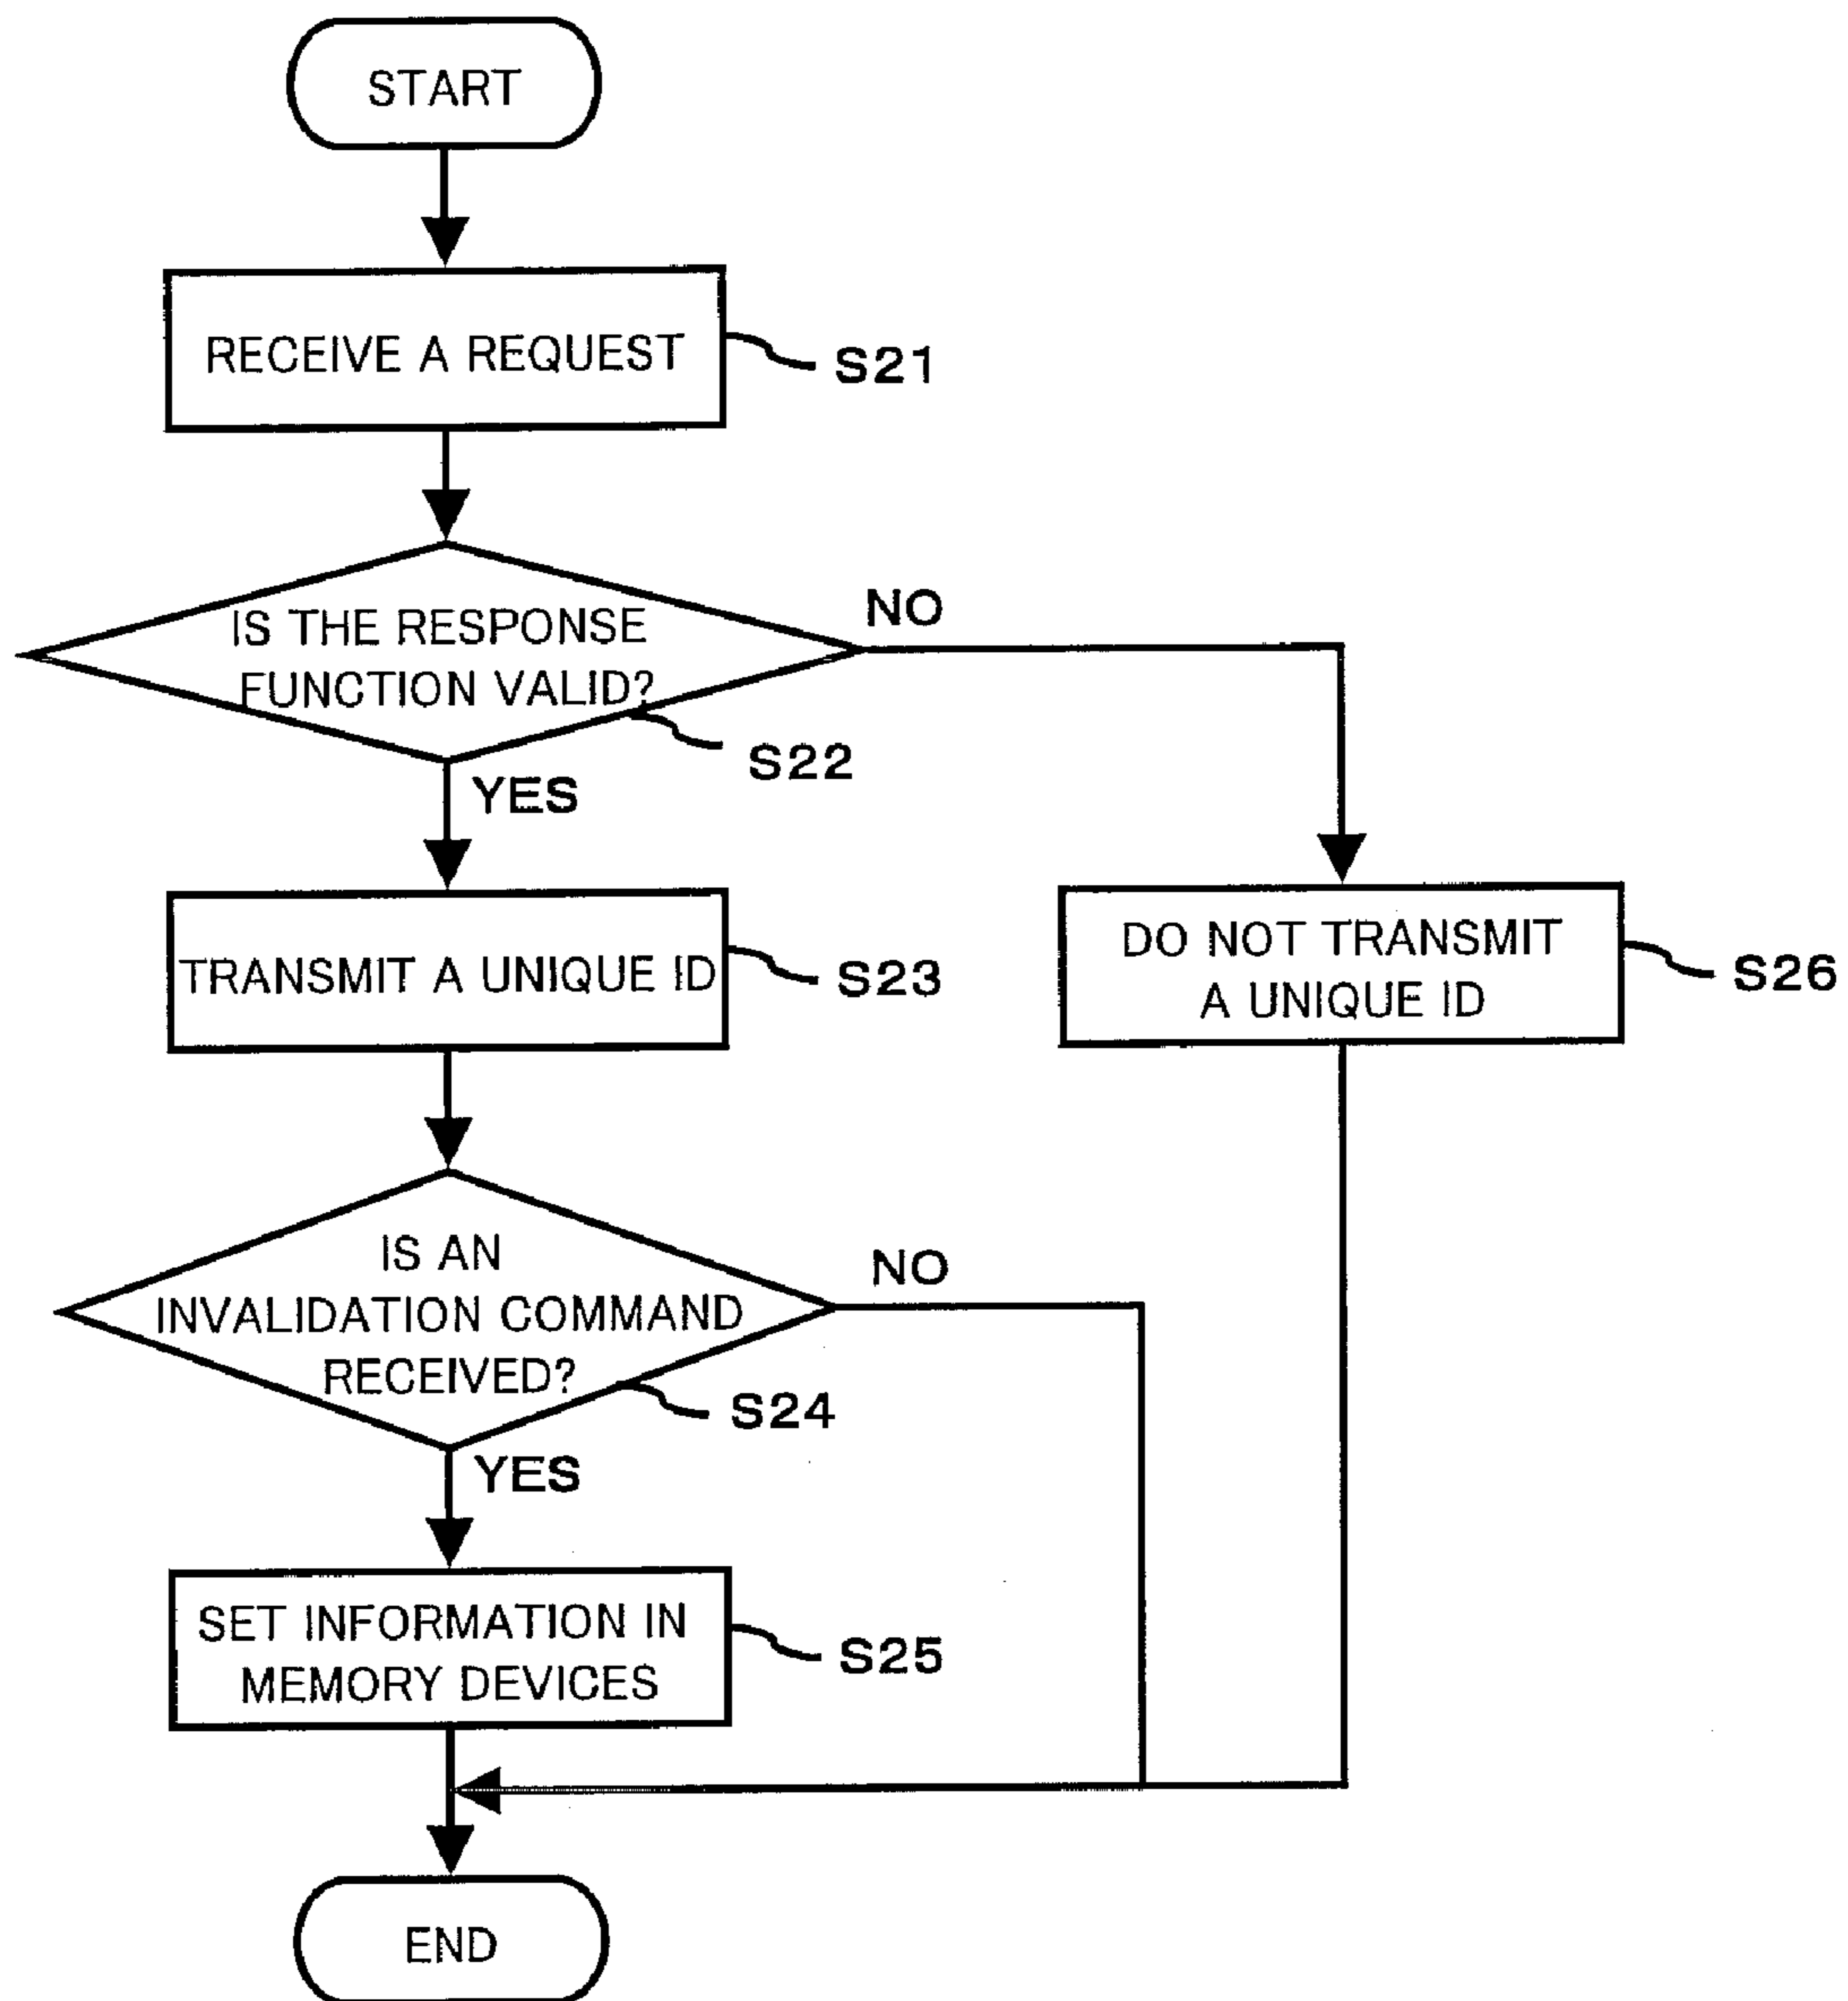 START
RECEIVE A REQUEST
S21
IS THE RESPONSE
FUNCTION VALID?
NO
S22
YES
TRANSMIT A UNIQUE ID
S23
DO NOT TRANSMIT
A UNIQUE ID
S26
IS AN
INVALIDATION COMMAND
RECEIVED?
NO
S24
YES
SET INFORMATION IN
MEMORY DEVICES
S25
END